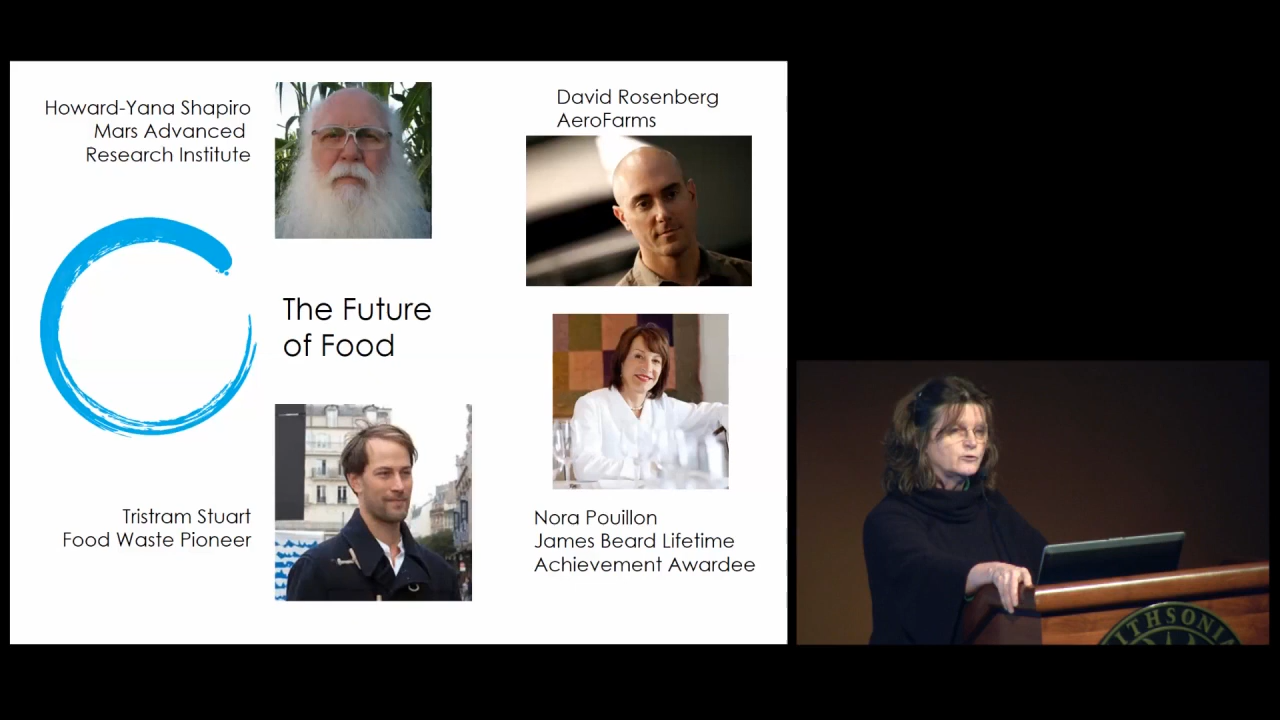 Howard-Yana Shapiro
Mars Advanced
Research Institute
David Rosenberg
AeroFarms
The Future
of Food
Tristram Stuart
Food Waste Pioneer
Nora Pouillon
James Beard Lifetime
Achievement Awardee
ITHSONI